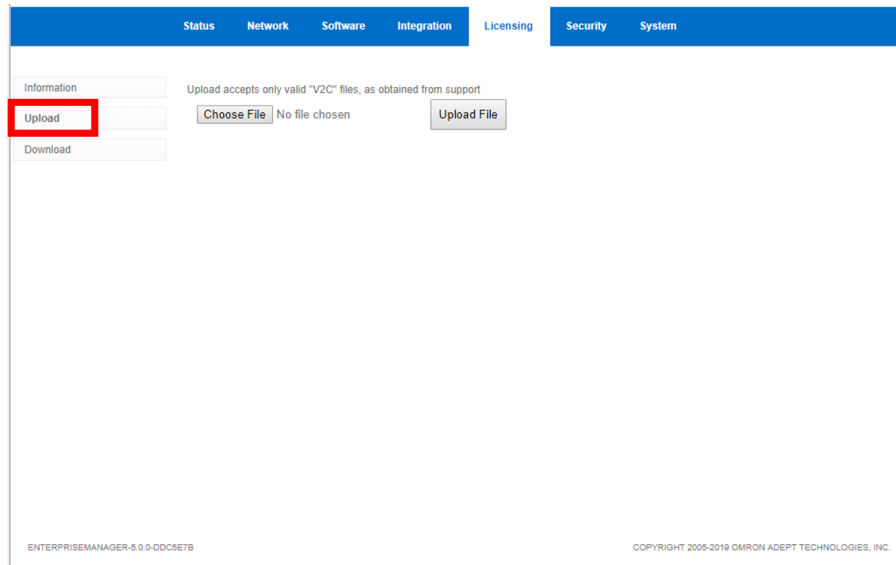 Status Network Software Integration Licensing Security System
Information
Upload
Download
Upload accepts only valid "V2C" files, as obtained from support
Choose File No file chosen Upload File
ENTERPRISEMANAGER-5.0.0-DDC5E7B
COPYRIGHT 2005-2019 OMRON ADEPT TECHNOLOGIES, INC.